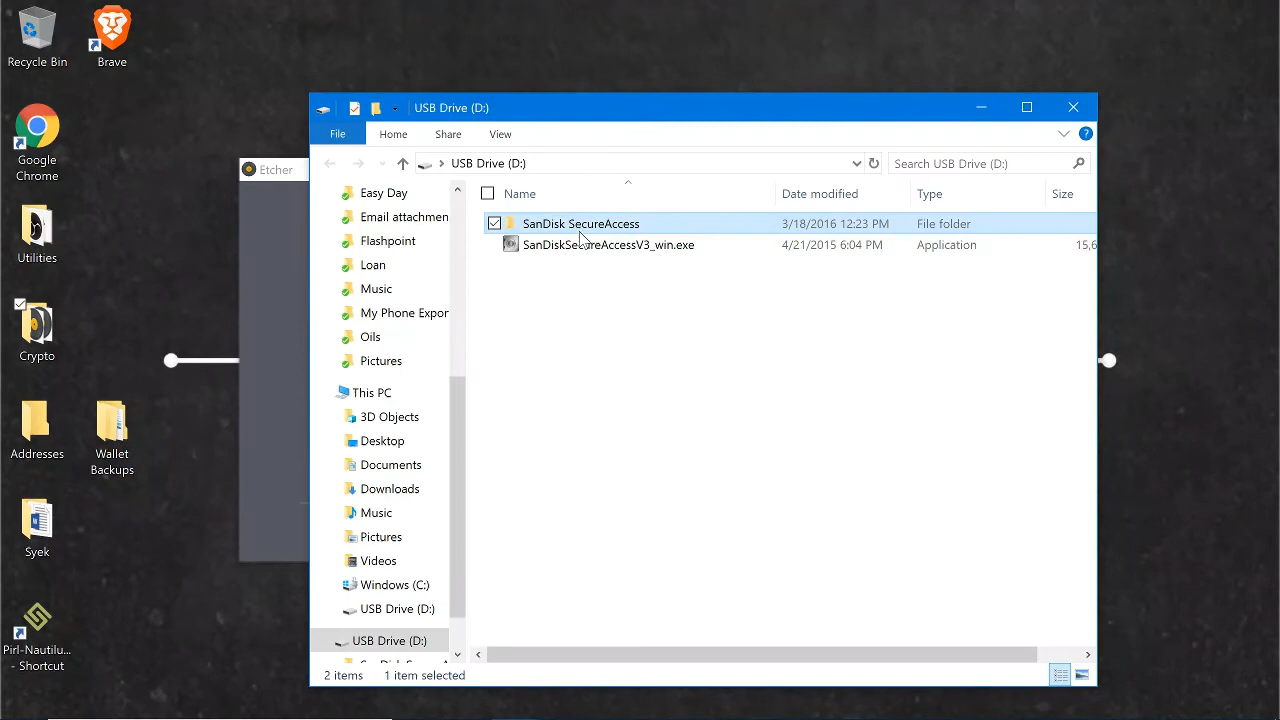 Recycle Bin
Brave
Google
Chrome
Utilities
Crypto
Addresses
Wallet
Backups
Syek
Pirl-Nautilu...
- Shortcut
Etcher
USB Drive (D:)
File
Home
Share
View
USB Drive (D:)
Search USB Drive (D:)
Easy Day
Email attachmen
Flashpoint
Loan
Music
My Phone Expor
Oils
Pictures
This PC
3D Objects
Desktop
Documents
Downloads
Music
Pictures
Videos
Windows (C:)
USB Drive (D:)
USB Drive (D:)
Name
Date modified
Type
Size
SanDisk SecureAccess
3/18/2016 12:23 PM
File folder
SanDiskSecureAccessV3_win.exe
4/21/2015 6:04 PM
Application
15,6
2 items
1 item selected